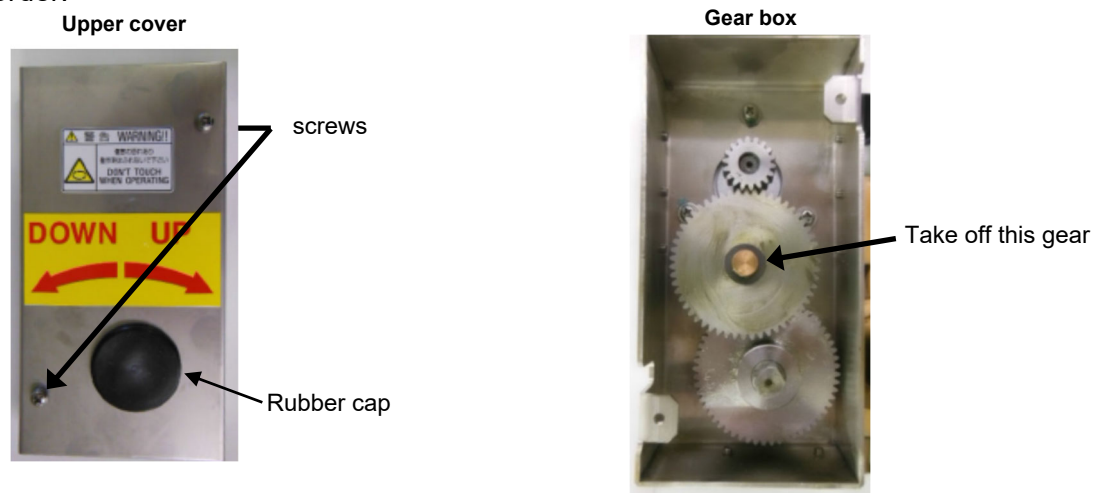 Upper cover
Gear box
screws
警告 WARNING!!
DON'T TOUCH
WHEN OPERATING
DOWN UP
Take off this gear
Rubber cap